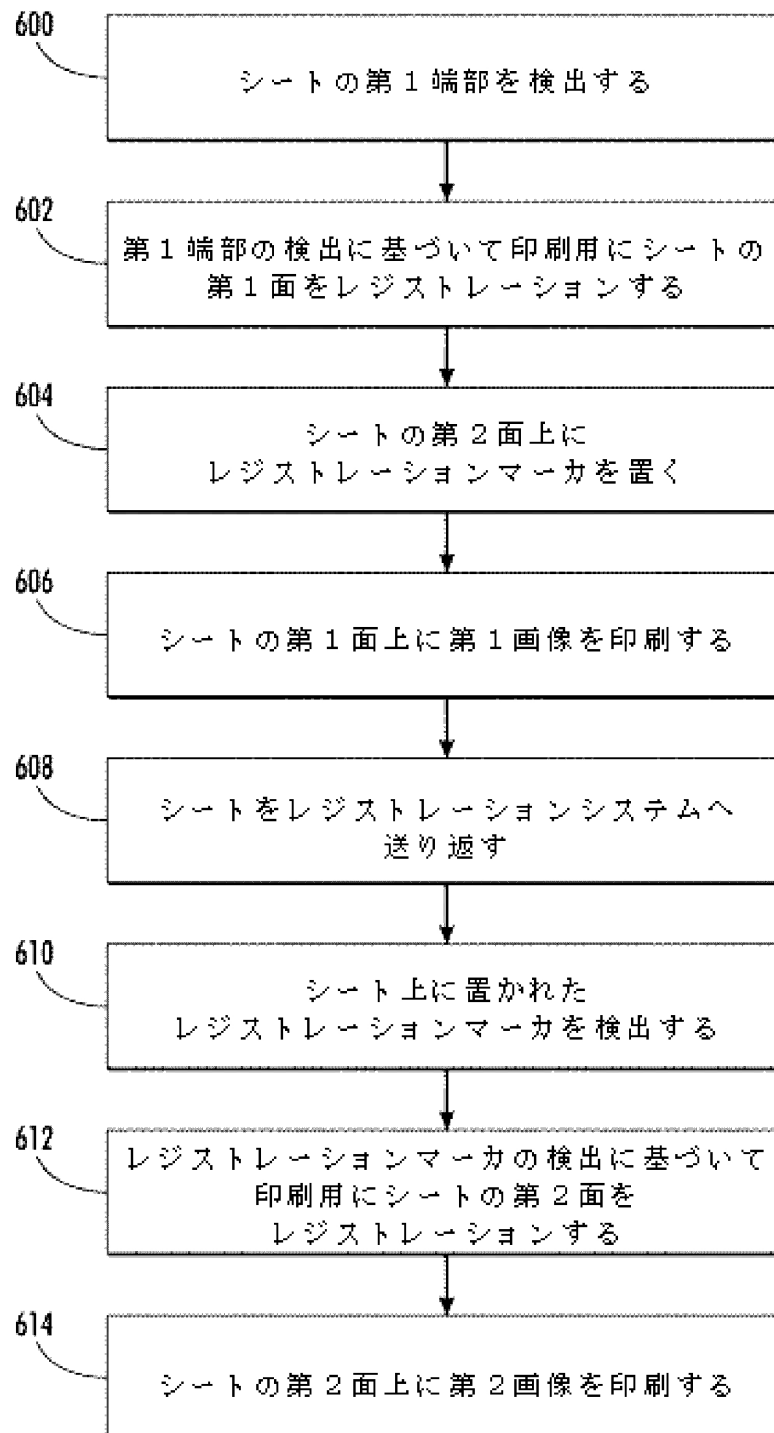 600
シートの第１端部を検出する
602
第１端部の検出に基づいて印刷用にシートの
第１面をレジストレーションする
604
シートの第２面上に
レジストレーションマーカを置く
606
シートの第１面上に第１画像を印刷する
608
シートをレジストレーションシステムへ
送り返す
610
シート上に置かれた
レジストレーションマーカを検出する
612
レジストレーションマーカの検出に基づいて
印刷用にシートの第２面を
レジストレーションする
614
シートの第２面上に第２画像を印刷する